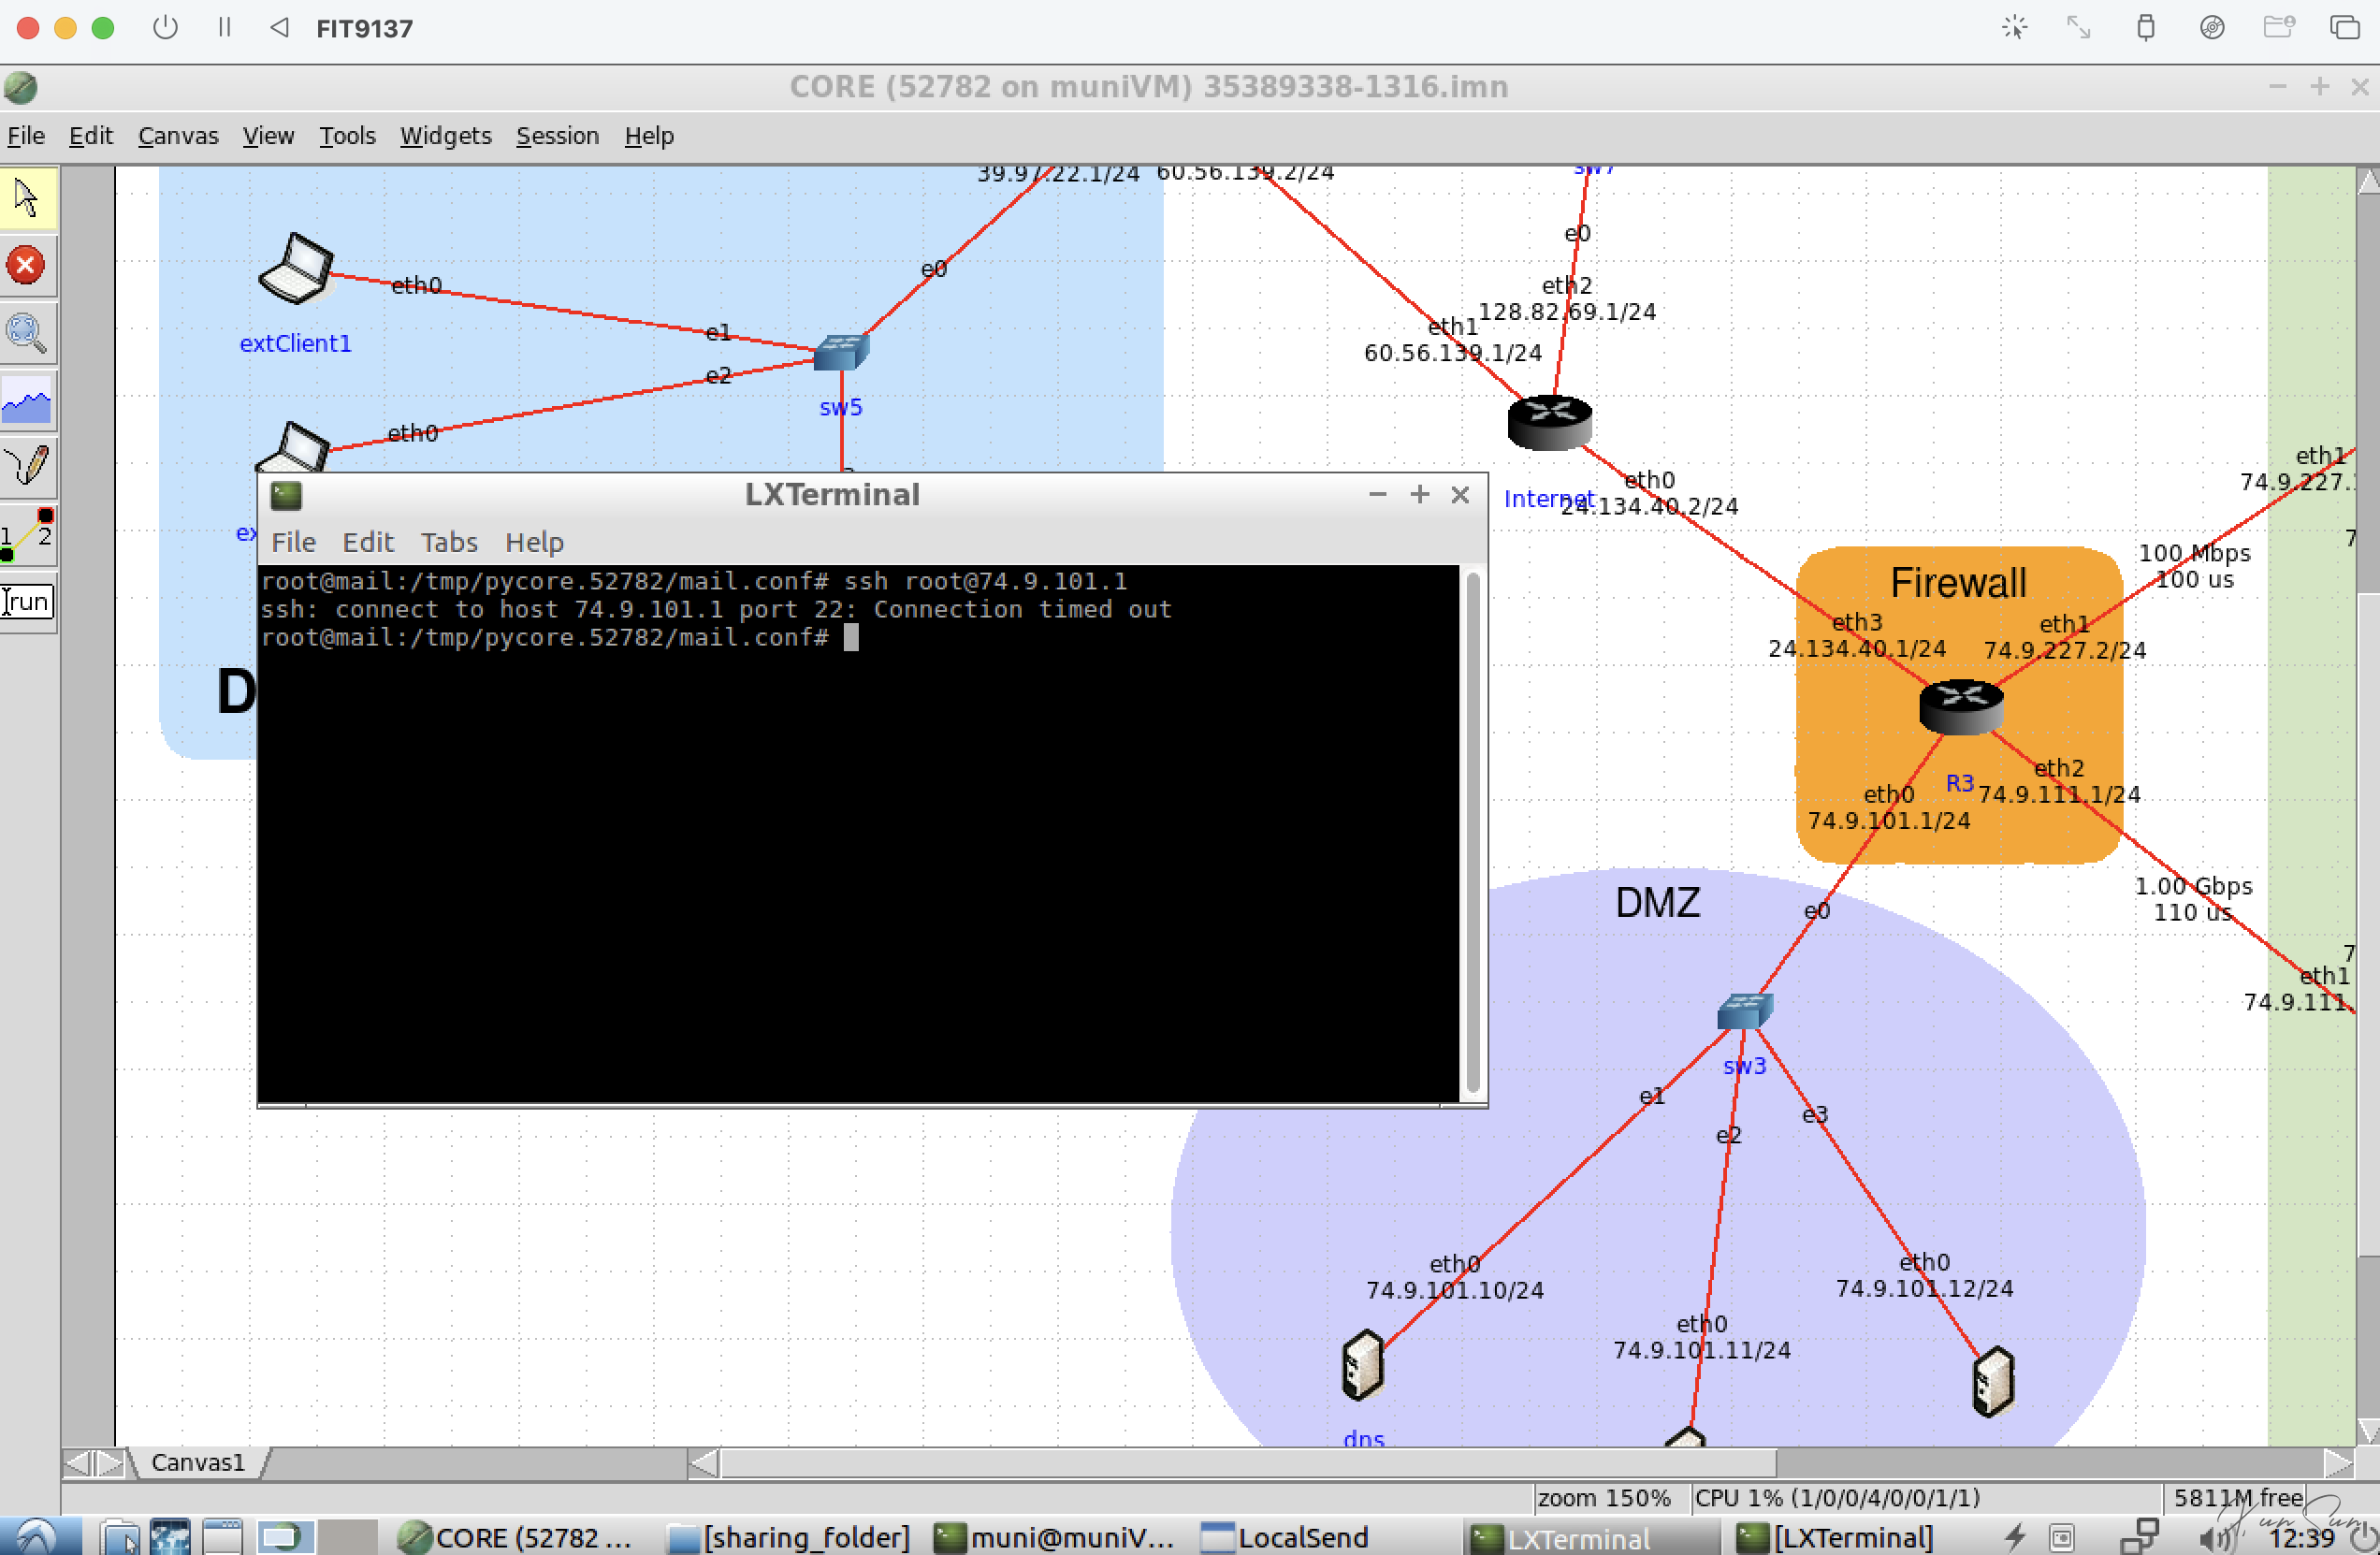 FIT9137
CORE (52782 on muniVM) 35389338-1316.imn
File Edit Canvas View Tools Widgets Session Help
39.97.22.1/24
60.56.139.2/24
sw7
e0
eth2
128.82.69.1/24
eth1
60.56.139.1/24
eth0
extClient1
e1
e0
e2
eth0
sw5
Internet
eth0
24.134.40.2/24
eth1
74.9.227.
100 Mbps
100 us
Firewall
eth3
24.134.40.1/24
eth1
74.9.227.2/24
R3
eth2
74.9.111.1/24
eth0
74.9.101.1/24
1.00 Gbps
110 us
7
7
eth1
74.9.111.
LXTerminal
File Edit Tabs Help
root@mail:/tmp/pycore.52782/mail.conf# ssh root@74.9.101.1
ssh: connect to host 74.9.101.1 port 22: Connection timed out
root@mail:/tmp/pycore.52782/mail.conf#
ex
D
1 2
run
DMZ
e0
sw3
e1
e2
e3
eth0
74.9.101.10/24
eth0
74.9.101.11/24
eth0
74.9.101.12/24
dns
Canvas1
zoom 150%
CPU 1% (1/0/0/4/0/0/1/1)
5811M free
CORE (52782 ...
[sharing_folder]
muni@muniV...
LocalSend
LXTerminal
[LXTerminal]
12:39